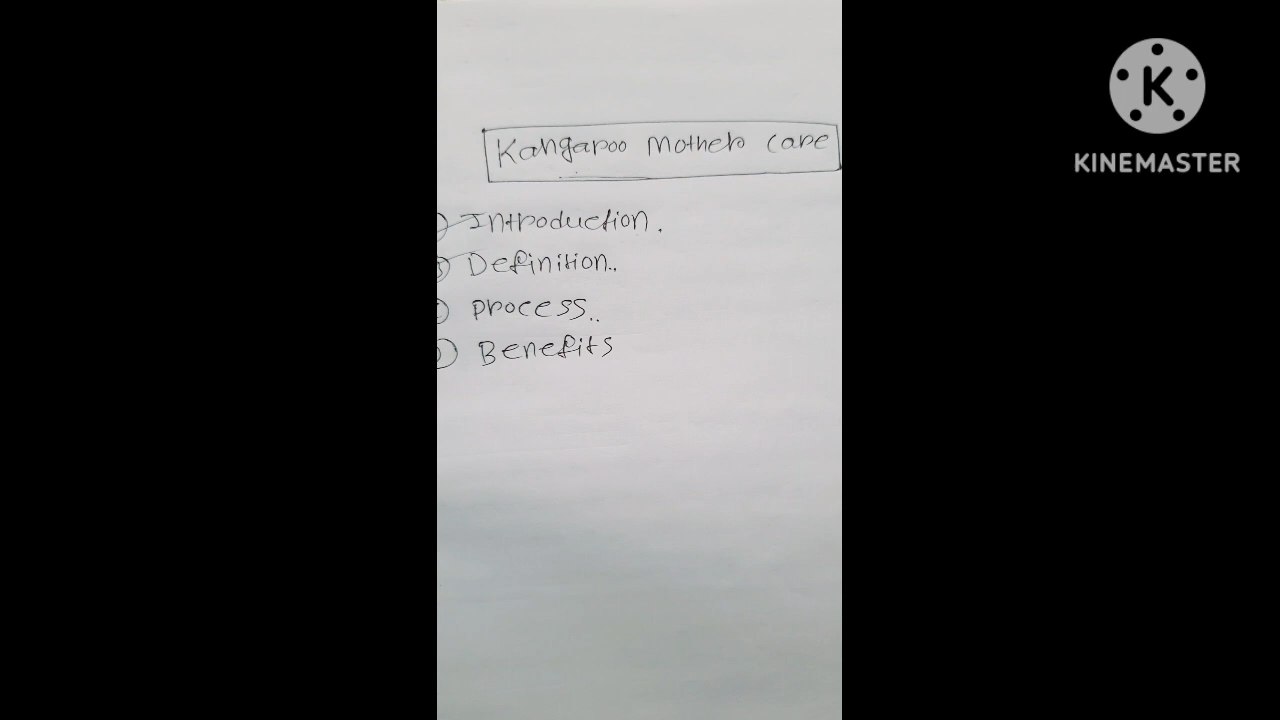 Kangaroo Mother care
Introduction.
Definition..
Process..
Benefits
K
KINEMASTER